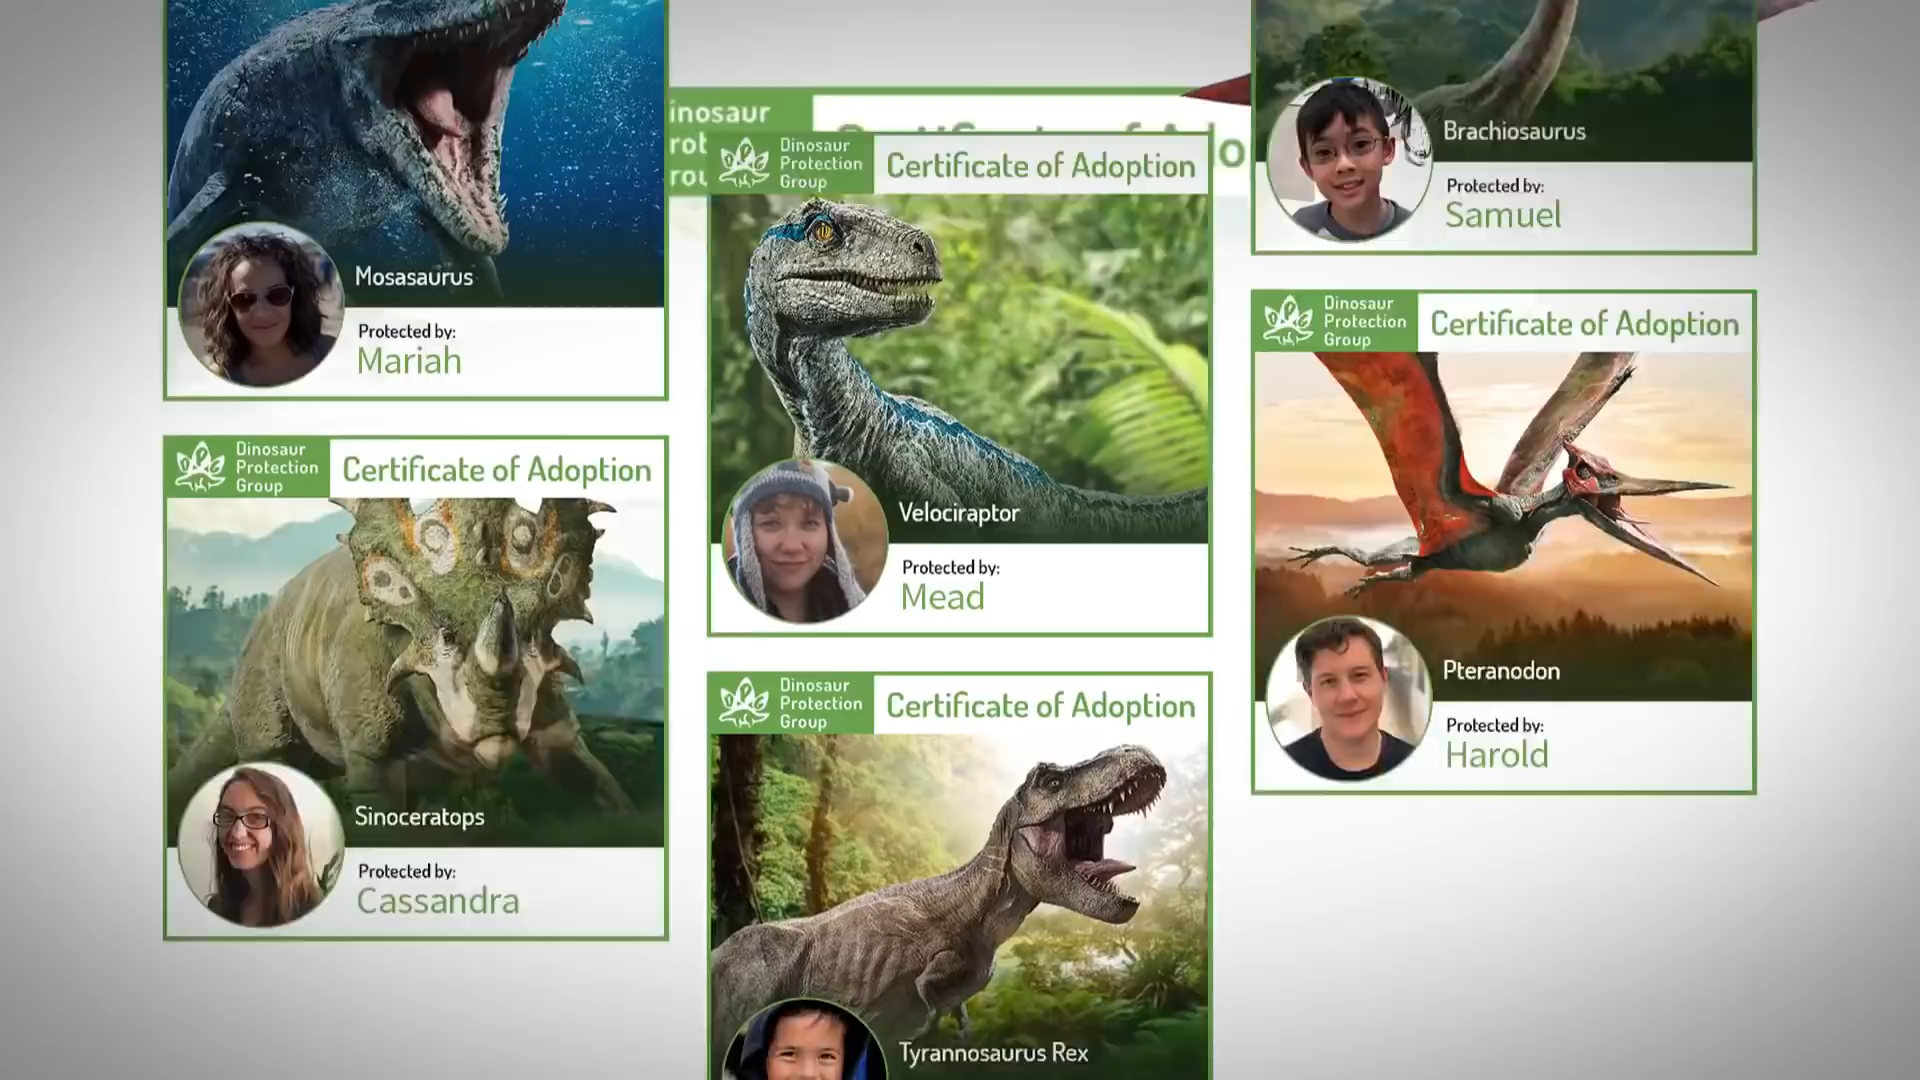 Mosasaurus
Protected by:
Mariah
Dinosaur
Protection
Group
Certificate of Adoption
Sinoceratops
Protected by:
Cassandra
inosaur
Dinosaur
Protection
Group
Certificate of Adoption
Velociraptor
Protected by:
Mead
Dinosaur
Protection
Group
Certificate of Adoption
Tyrannosaurus Rex
Brachiosaurus
Protected by:
Samuel
Dinosaur
Protection
Group
Certificate of Adoption
Pteranodon
Protected by:
Harold